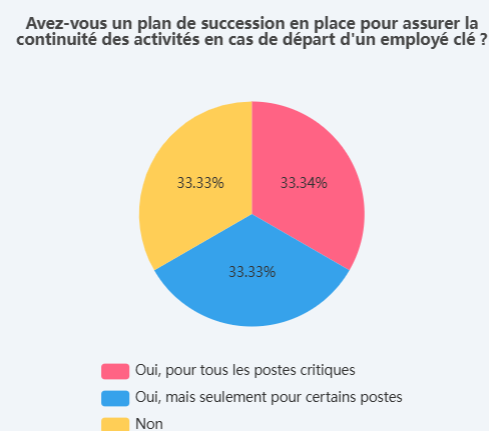 Avez-vous un plan de succession en place pour assurer la
continuité des activités en cas de départ d'un employé clé ?
33.33%
33.34%
33.33%
Oui, pour tous les postes critiques
Oui, mais seulement pour certains postes
Non